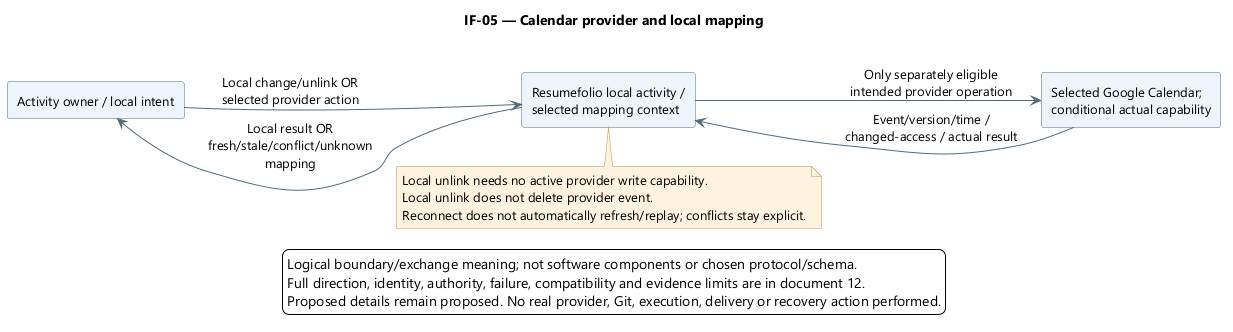 IF-05 — Calendar provider and local mapping
Activity owner / local intent
Local change/unlink OR
selected provider action
Local result OR
fresh/stale/conflict/unknown
mapping
Resumefolio local activity /
selected mapping context
Only separately eligible
intended provider operation
Event/version/time /
changed-access / actual result
Selected Google Calendar;
conditional actual capability
Local unlink needs no active provider write capability.
Local unlink does not delete provider event.
Reconnect does not automatically refresh/replay; conflicts stay explicit.
Logical boundary/exchange meaning; not software components or chosen protocol/schema.
Full direction, identity, authority, failure, compatibility and evidence limits are in document 12.
Proposed details remain proposed. No real provider, Git, execution, delivery or recovery action performed.